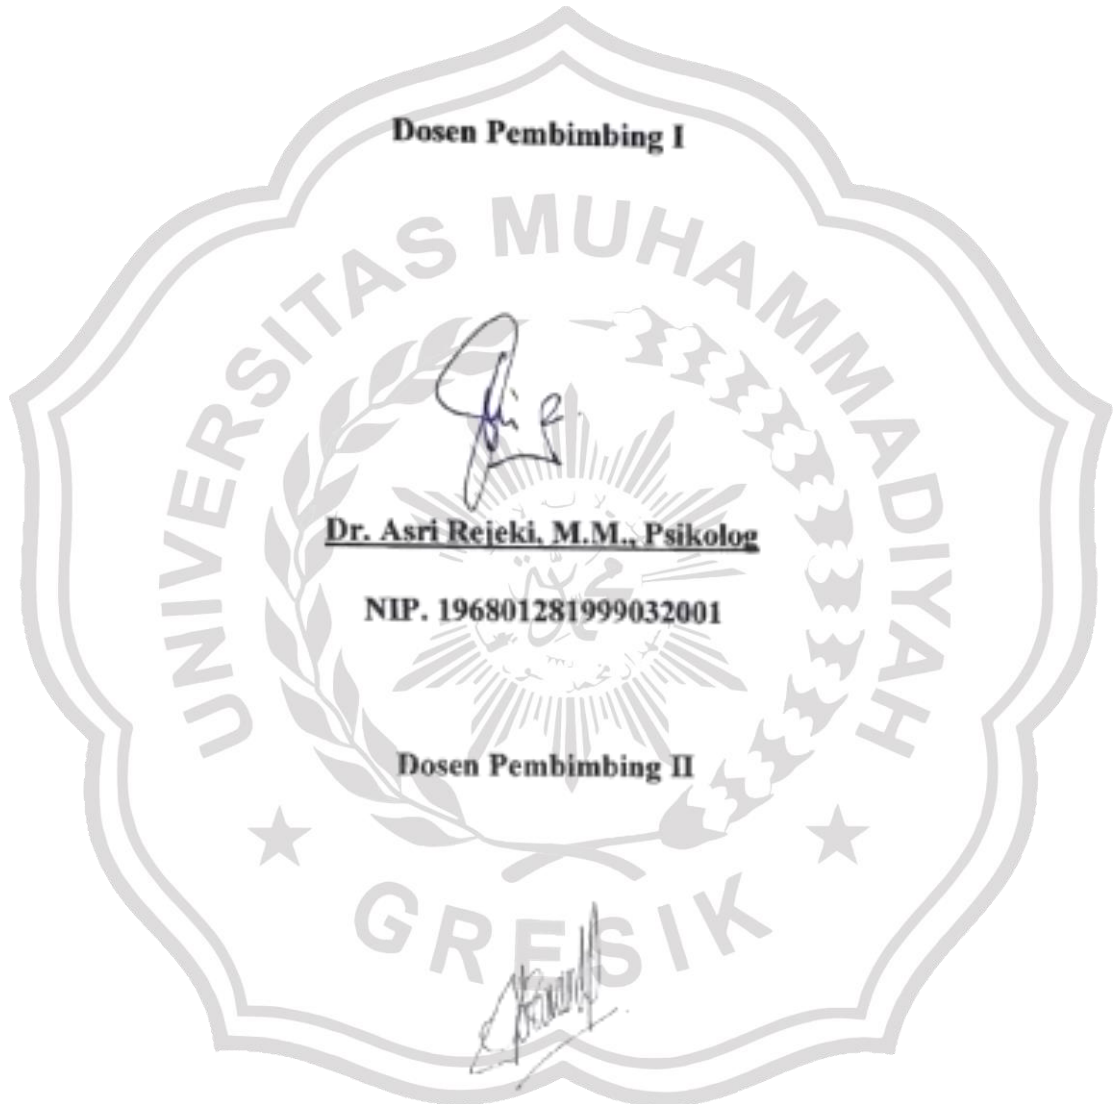 Dosen Pembimbing I
UNIVERSITAS MUHAMMADIYAH
Dr. Asri Rejeki, M.M., Psikolog
NIP. 196801281999032001
Dosen Pembimbing II
GRESIK